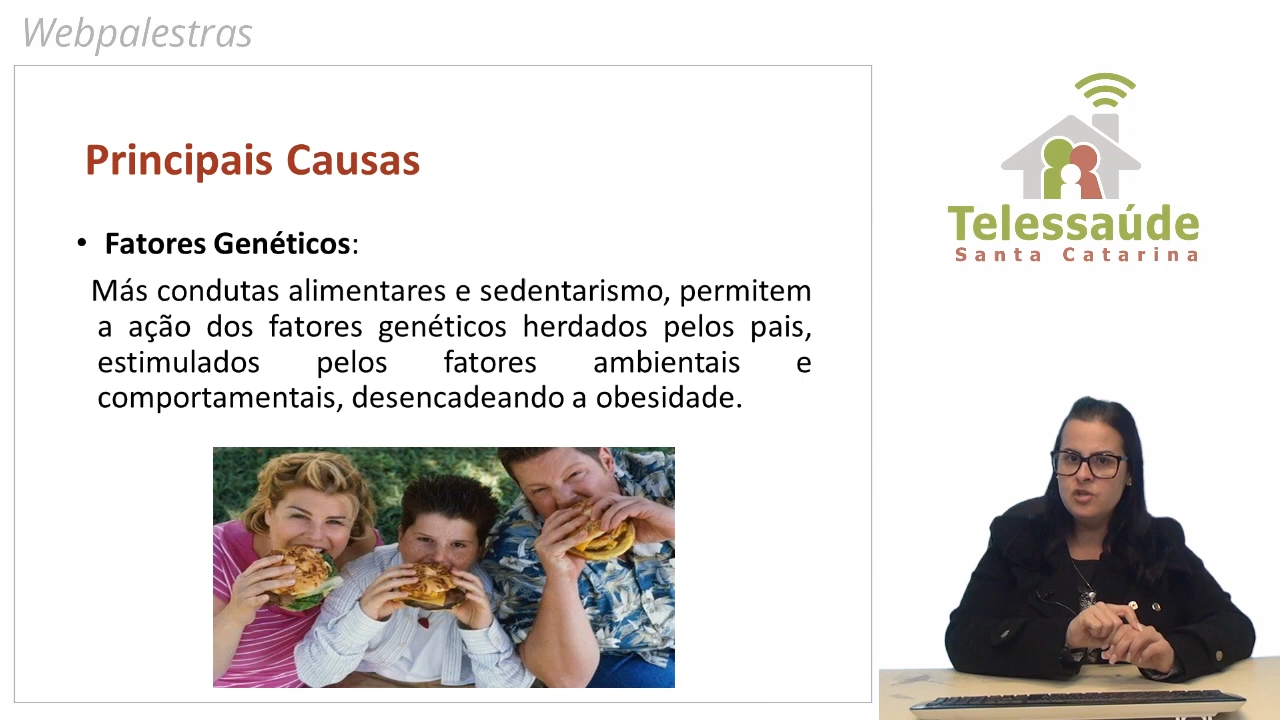 Webpalestras
Principais Causas
• Fatores Genéticos:
Más condutas alimentares e sedentarismo, permitem
a ação dos fatores genéticos herdados pelos pais,
estimulados pelos fatores ambientais e
comportamentais, desencadeando a obesidade.
Telessaúde
Santa Catarina